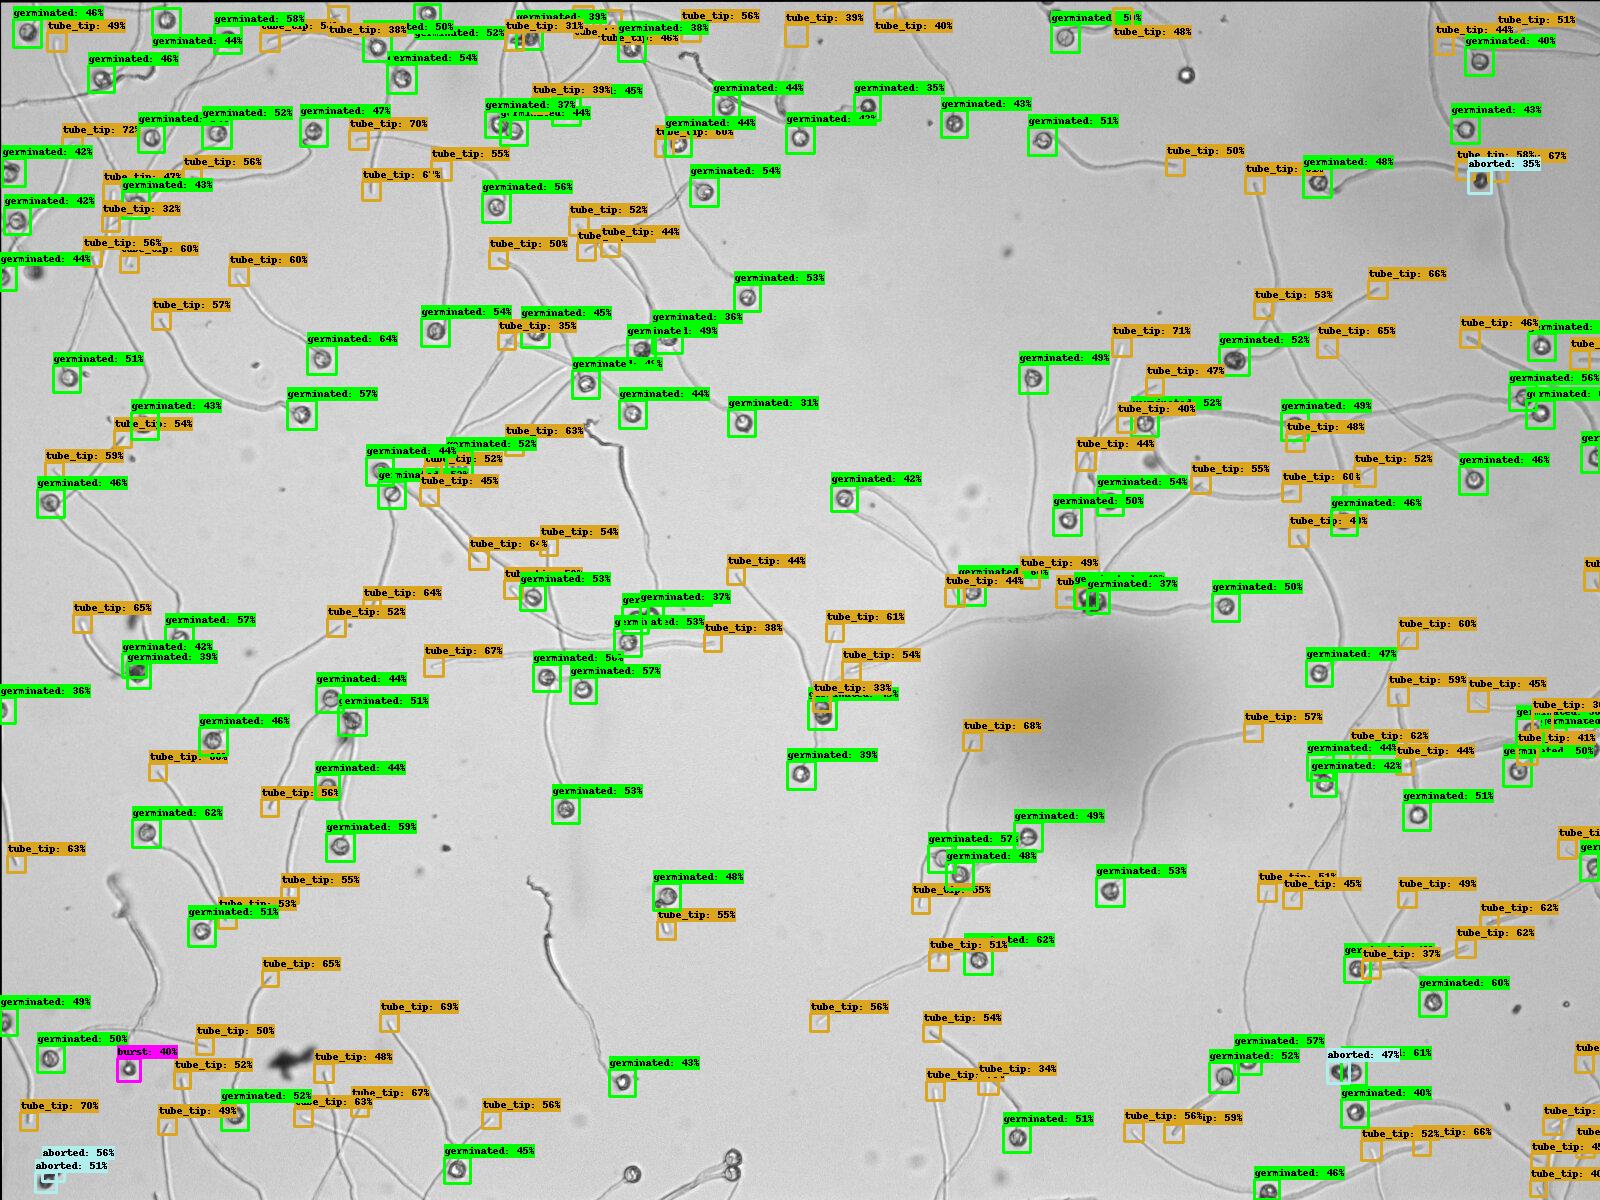 germinated: 46%
tube_tip: 49%
germinated: 58%
germinated: 44%
germinated: 46%
tube_tip: 38%
germinated: 54%
tube_tip: 31%
germinated: 38%
tube_tip: 56%
tube_tip: 39%
tube_tip: 40%
tube_tip: 48%
tube_tip: 51%
tube_tip: 44%
germinated: 40%
tube_tip: 39%
germinated: 37%
germinated: 44%
germinated: 35%
germinated: 43%
germinated: 51%
germinated: 43%
germinated: 52%
germinated: 47%
tube_tip: 70%
germinated: 44%
tube_tip: 50%
germinated: 48%
aborted: 35%
germinated: 42%
tube_tip: 56%
tube_tip: 55%
germinated: 43%
germinated: 56%
germinated: 54%
germinated: 42%
tube_tip: 32%
tube_tip: 52%
tube_tip: 44%
tube_tip: 56%
tube_tip: 50%
germinated: 44%
tube_tip: 60%
germinated: 53%
tube_tip: 66%
tube_tip: 57%
germinated: 54%
germinated: 45%
tube_tip: 35%
tube_tip: 53%
tube_tip: 71%
tube_tip: 65%
tube_tip: 46%
germinated: 64%
germinated: 52%
germinated: 51%
germinated: 49%
tube_tip: 47%
germinated: 56%
germinated: 57%
germinated: 44%
germinated: 31%
germinated: 43%
tube_tip: 40%
germinated: 49%
tube_tip: 48%
tube_tip: 63%
germinated: 52%
tube_tip: 44%
tube_tip: 59%
tube_tip: 45%
germinated: 46%
germinated: 42%
germinated: 54%
germinated: 50%
tube_tip: 55%
tube_tip: 52%
germinated: 46%
germinated: 46%
tube_tip: 54%
tube_tip: 44%
tube_tip: 49%
germinated: 53%
tube_tip: 44%
germinated: 37%
germinated: 50%
tube_tip: 64%
germinated: 37%
tube_tip: 65%
tube_tip: 52%
germinated: 57%
tube_tip: 38%
tube_tip: 61%
tube_tip: 60%
germinated: 39%
tube_tip: 67%
germinated: 57%
tube_tip: 54%
germinated: 47%
germinated: 36%
germinated: 44%
germinated: 51%
tube_tip: 33%
tube_tip: 59%
tube_tip: 45%
germinated: 46%
tube_tip: 68%
tube_tip: 57%
tube_tip: 62%
tube_tip: 41%
germinated: 44%
germinated: 39%
germinated: 42%
tube_tip: 44%
tube_tip: 56%
germinated: 53%
germinated: 51%
germinated: 62%
germinated: 59%
germinated: 49%
germinated: 48%
tube_tip: 63%
germinated: 48%
germinated: 53%
tube_tip: 55%
tube_tip: 45%
tube_tip: 49%
germinated: 51%
tube_tip: 55%
tube_tip: 62%
tube_tip: 51%
tube_tip: 62%
tube_tip: 37%
tube_tip: 65%
germinated: 60%
germinated: 49%
tube_tip: 69%
tube_tip: 56%
tube_tip: 54%
germinated: 50%
tube_tip: 50%
germinated: 57%
burst: 40%
tube_tip: 52%
tube_tip: 48%
germinated: 43%
tube_tip: 34%
germinated: 52%
aborted: 47%
tube_tip: 70%
germinated: 52%
tube_tip: 49%
tube_tip: 56%
germinated: 51%
tube_tip: 56%
germinated: 40%
tube_tip: 66%
aborted: 56%
aborted: 51%
germinated: 45%
germinated: 46%